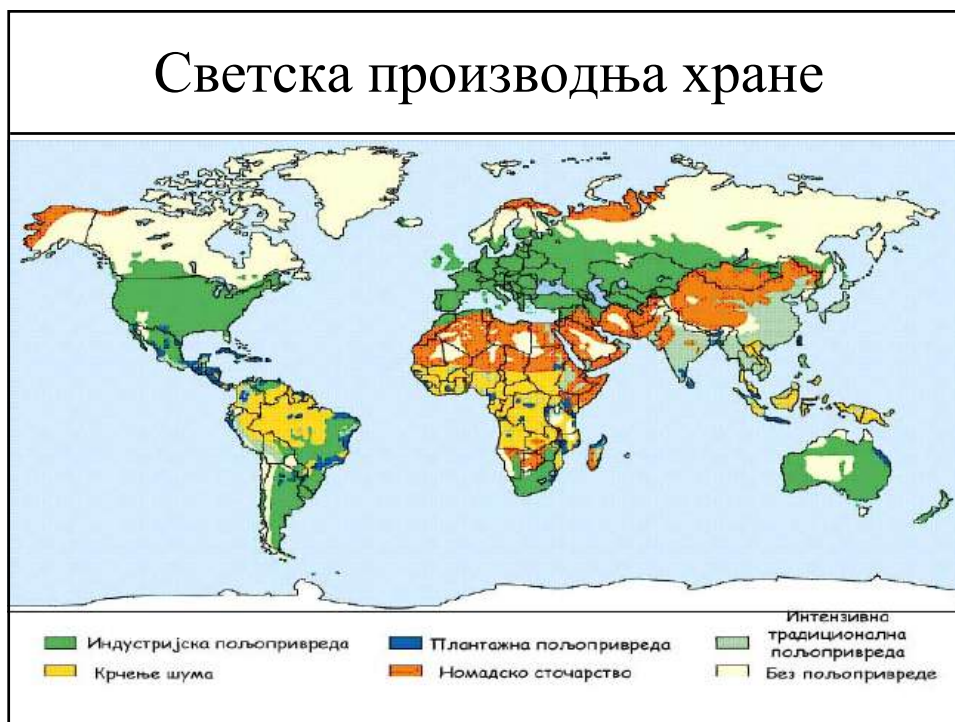 Светска производња хране
Индустријска пољопривреда
Плантажна пољопривреда
Интензивна
традиционална
пољопривреда
Крчење шума
Номадско сточарство
Без пољопривреде